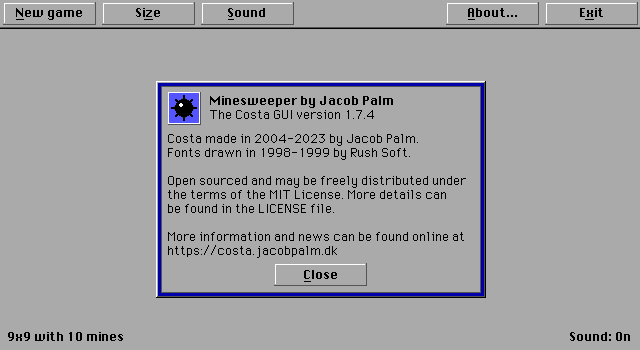 New game Size Sound About... Exit
Minesweeper by Jacob Palm
The Costa GUI version 1.7.4
Costa made in 2004-2023 by Jacob Palm.
Fonts drawn in 1998-1999 by Rush Soft.
Open sourced and may be freely distributed under
the terms of the MIT License. More details can
be found in the LICENSE file.
More information and news can be found online at
https://costa.jacobpalm.dk
Close
9x9 with 10 mines Sound: On